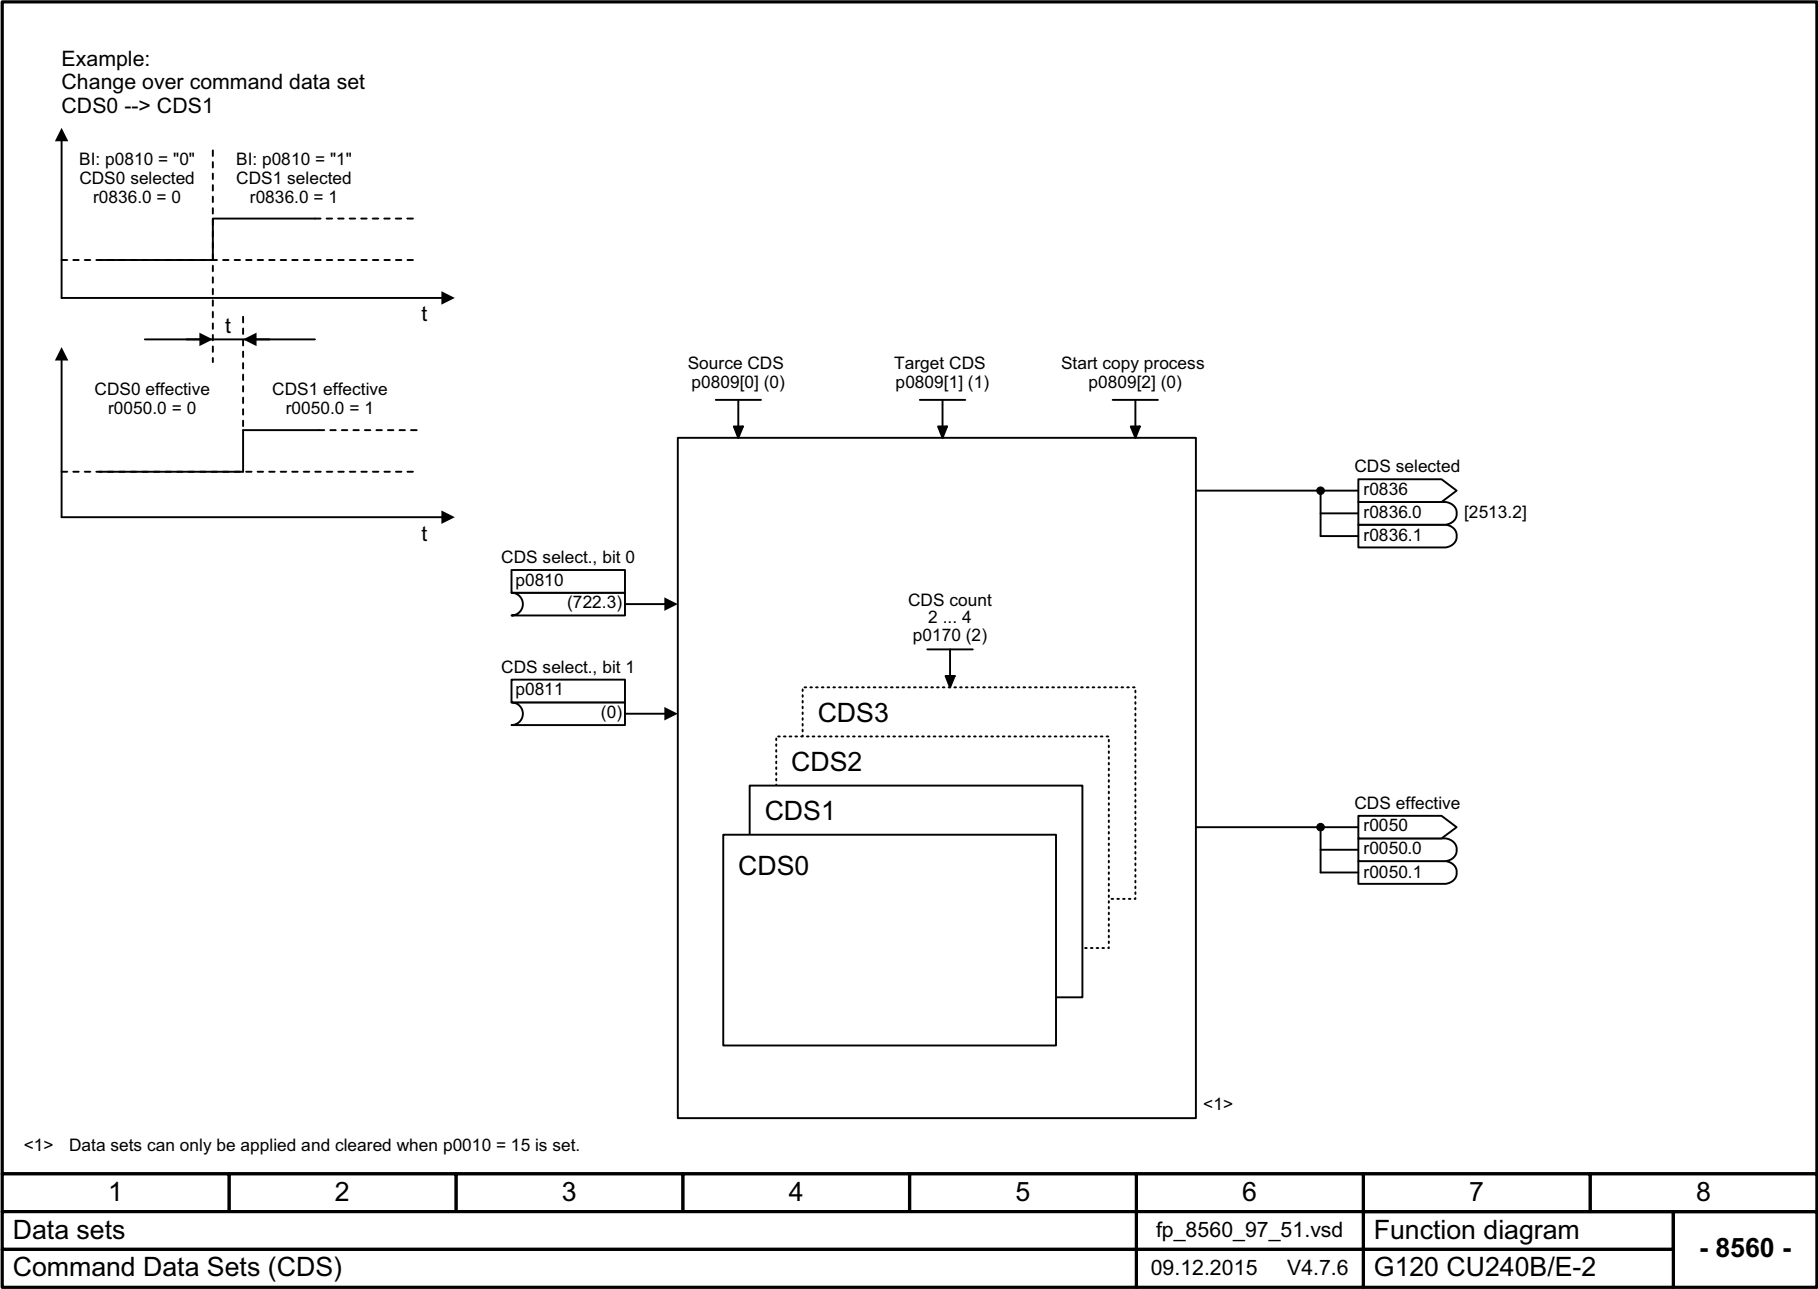 Example:
Change over command data set
CDS0 --> CDS1
BI: p0810 = "0"
CDS0 selected
r0836.0 = 0
BI: p0810 = "1"
CDS1 selected
r0836.0 = 1
t
t
CDS0 effective
r0050.0 = 0
CDS1 effective
r0050.0 = 1
t
Source CDS
p0809[0] (0)
Target CDS
p0809[1] (1)
Start copy process
p0809[2] (0)
CDS selected
r0836
r0836.0
[2513.2]
r0836.1
CDS select., bit 0
p0810
(722.3)
CDS select., bit 1
p0811
(0)
CDS count
2 ... 4
p0170 (2)
CDS3
CDS2
CDS1
CDS0
CDS effective
r0050
r0050.0
r0050.1
<1>
<1> Data sets can only be applied and cleared when p0010 = 15 is set.
1 2 3 4 5 6 7 8
Data sets
fp_8560_97_51.vsd
Function diagram
- 8560 -
Command Data Sets (CDS)
09.12.2015 V4.7.6
G120 CU240B/E-2